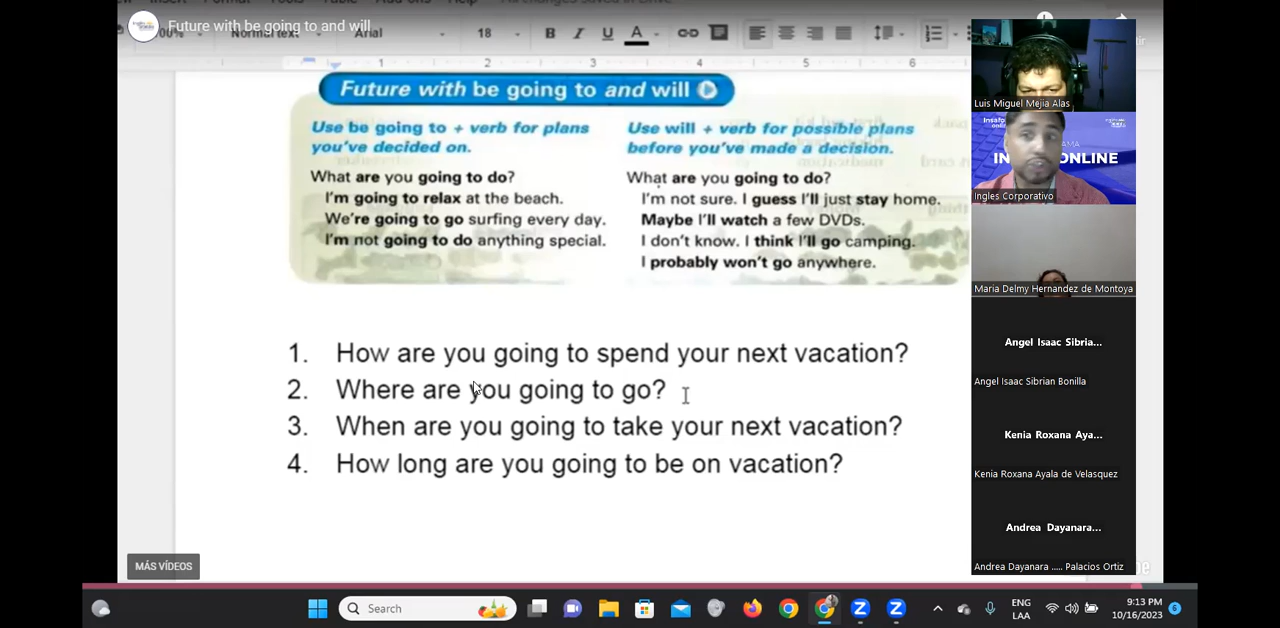 Future with be going to and will
Arial
18
B I U A
1 2 3 4 5 6
Future with be going to and will
Use be going to + verb for plans
you've decided on.
What are you going to do?
I'm going to relax at the beach.
We're going to go surfing every day.
I'm not going to do anything special.
Use will + verb for possible plans
before you've made a decision.
What are you going to do?
I'm not sure. I guess I'll just stay home.
Maybe I'll watch a few DVDs.
I don't know. I think I'll go camping.
I probably won't go anywhere.
1. How are you going to spend your next vacation?
2. Where are you going to go?
3. When are you going to take your next vacation?
4. How long are you going to be on vacation?
MÁS VÍDEOS
Luis Miguel Mejia Alas
ONLINE
Ingles Corporativo
Maria Delmy Hernandez de Montoya
Angel Isaac Sibria...
Angel Isaac Sibrian Bonilla
Kenia Roxana Aya...
Kenia Roxana Ayala de Velasquez
Andrea Dayanara...
Andrea Dayanara ..... Palacios Ortiz
Search
ENG
LAA
9:13 PM
10/16/2023
6